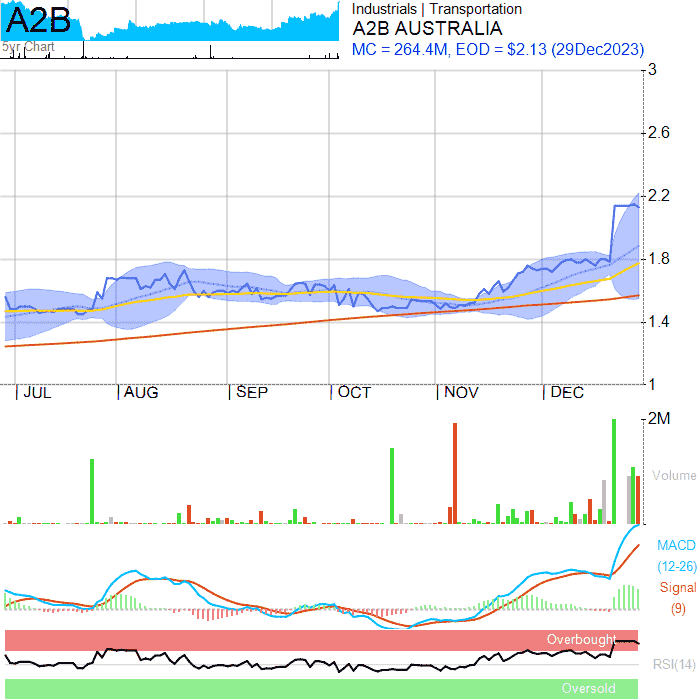 A2B
5yr Chart
Industrials | Transportation
A2B AUSTRALIA
MC = 264.4M, EOD = $2.13 (29Dec2023)
3
2.6
2.2
1.8
1.4
1
JUL AUG SEP OCT NOV DEC
2M
Volume
MACD
(12-26)
Signal
(9)
Overbought
RSI(14)
Oversold